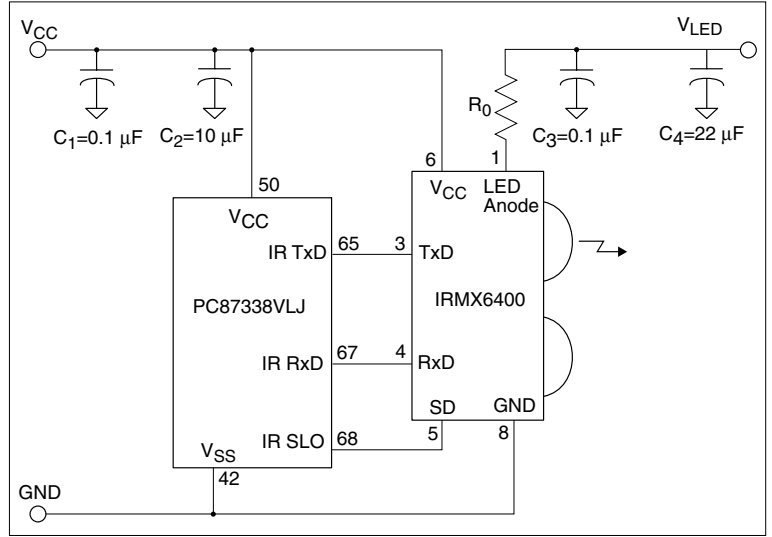 VCC
VLED
C1=0.1 µF
C2=10 µF
R0
C3=0.1 µF
C4=22 µF
6
1
50
VCC
VCC
LED
Anode
IR TxD
65
3
TxD
PC87338VLJ
IRMX6400
IR RxD
67
4
RxD
SD
GND
IR SLO
68
5
8
VSS
42
GND